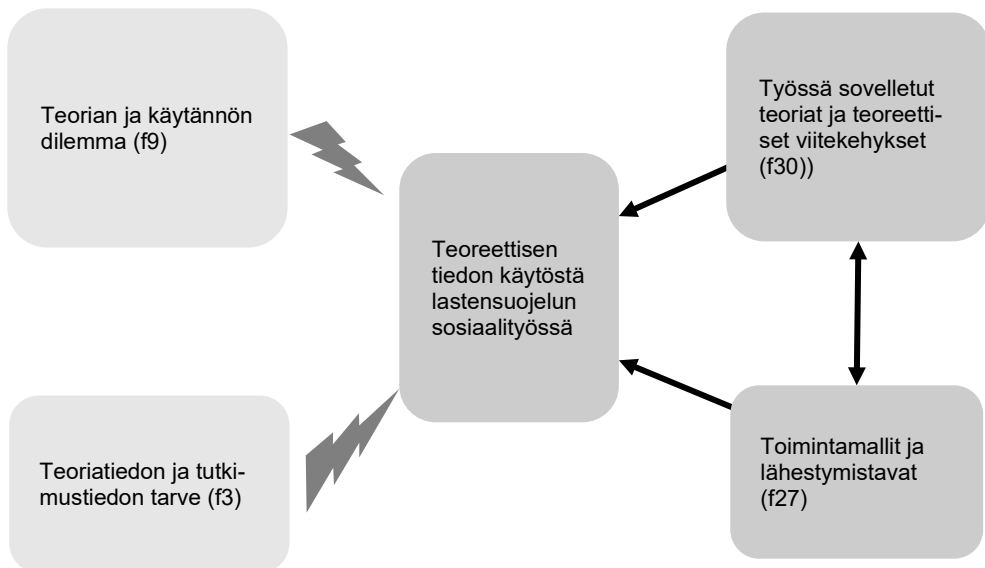 Teorian ja käytännön
dilemma (f9)
Työssä sovelletut
teoriat ja teoreetti-
set viitekehykset
(f30))
Teoreettisen
tiedon käytöstä
lastensuojelun
sosiaalityössä
Teoriatiedon ja tutki-
mustiedon tarve (f3)
Toimintamallit ja
lähestymistavat
(f27)